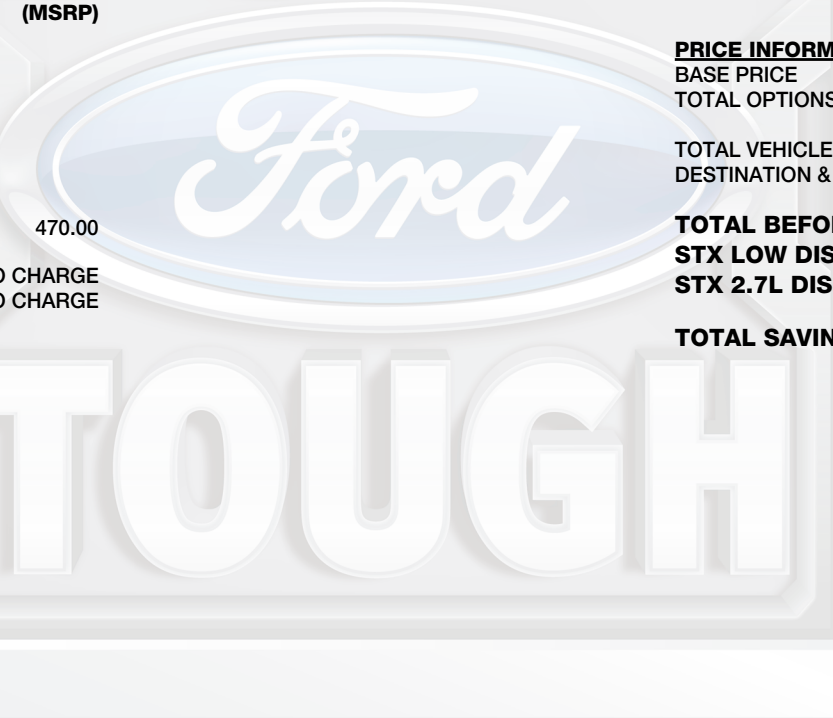 (MSRP)
470.00
O CHARGE
O CHARGE
PRICE INFORM
BASE PRICE
TOTAL OPTIONS
TOTAL VEHICLE
DESTINATION &
TOTAL BEFO
STX LOW DIS
STX 2.7L DIS
TOTAL SAVIN
Ford
TOUGH